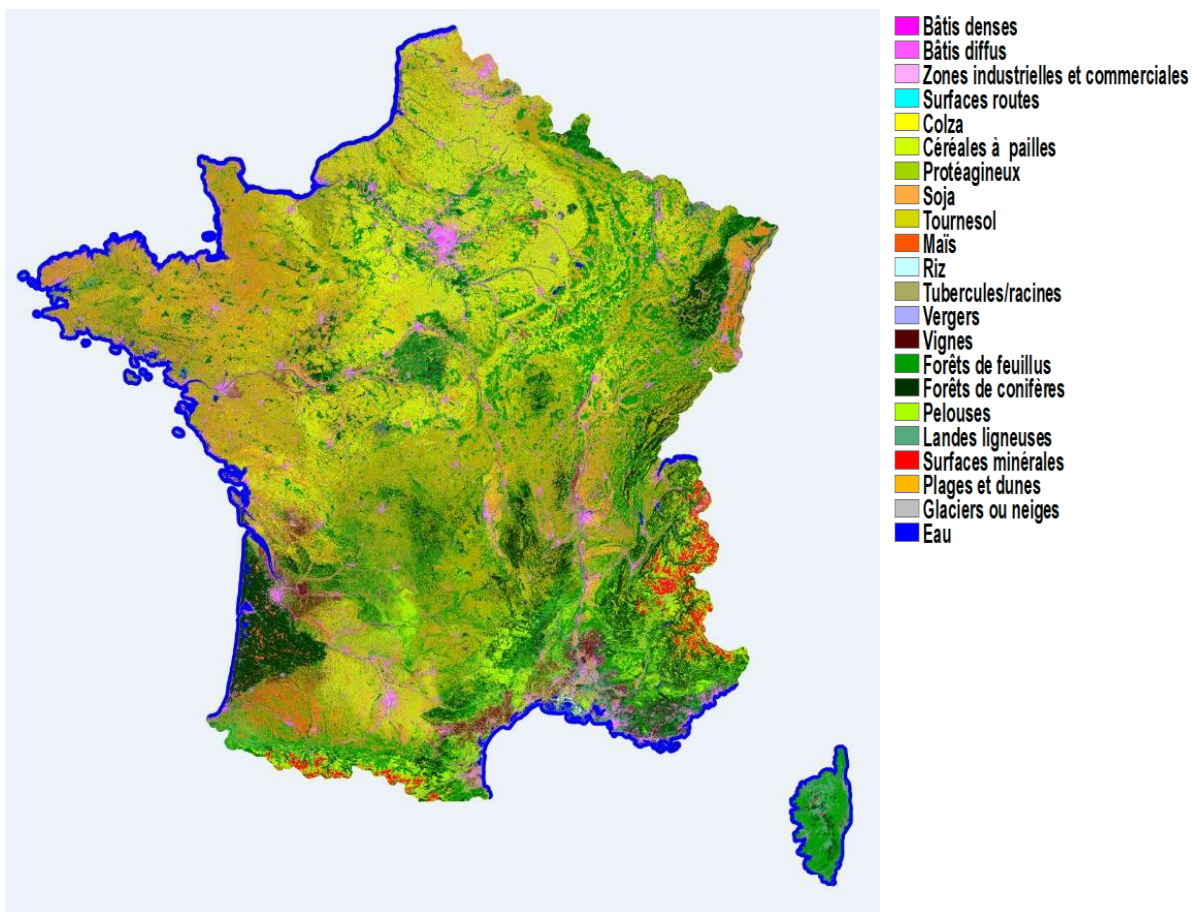 Bâtis denses
Bâtis diffus
Zones industrielles et commerciales
Surfaces routes
Colza
Céréales à pailles
Protéagineux
Soja
Tournesol
Maïs
Riz
Tubercules/racines
Vergers
Vignes
Forêts de feuillus
Forêts de conifères
Pelouses
Landes ligneuses
Surfaces minérales
Plages et dunes
Glaciers ou neiges
Eau